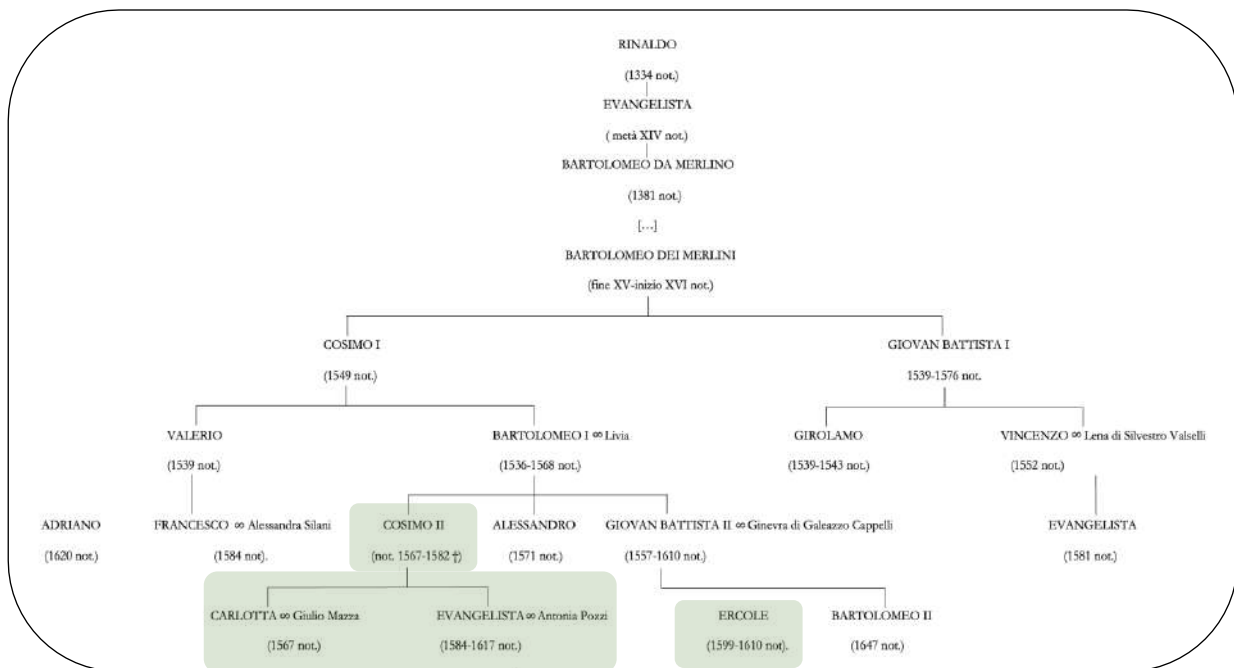 RINALDO
(1334 not.)
EVANGELISTA
( metà XIV not.)
BARTOLOMEO DA MERLINO
(1381 not.)
[...]
BARTOLOMEO DEI MERLINI
(fine XV-inizio XVI not.)
COSIMO I GIOVAN BATTISTA I
(1549 not.) 1539-1576 not.
VALERIO BARTOLOMEO I ∞ Livia GIROLAMO VINCENZO ∞ Lena di Silvestro Valselli
(1539 not.) (1536-1568 not.) (1539-1543 not.) (1552 not.)
ADRIANO FRANCESCO ∞ Alessandra Silani COSIMO II ALESSANDRO GIOVAN BATTISTA II ∞ Ginevra di Galeazzo Cappelli EVANGELISTA
(1620 not.) (1584 not). (not. 1567-1582 †) (1571 not.) (1557-1610 not.) (1581 not.)
CARLOTTA ∞ Giulio Mazza EVANGELISTA ∞ Antonia Pozzi ERCOLE BARTOLOMEO II
(1567 not.) (1584-1617 not.) (1599-1610 not). (1647 not.)